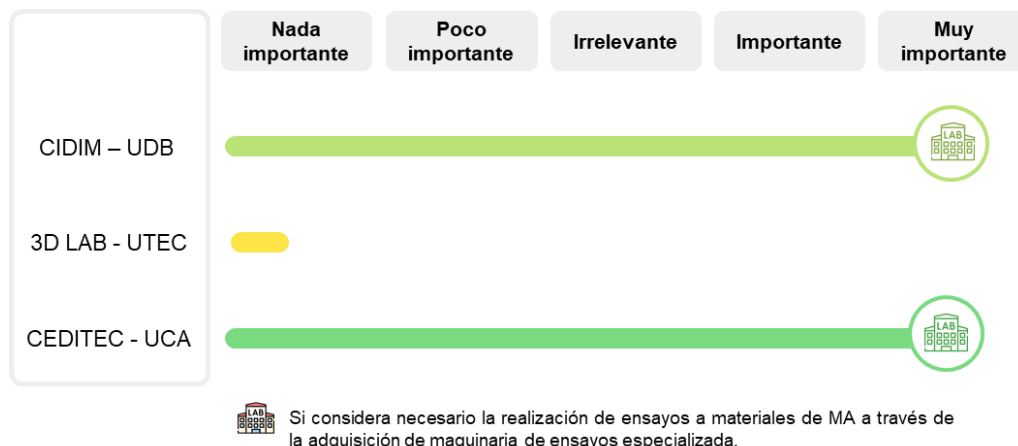 Nada
importante
Poco
importante
Irrelevante
Importante
Muy
importante
CIDIM – UDB
LAB
3D LAB - UTEC
CEDITEC - UCA
LAB
LAB
Si considera necesario la realización de ensayos a materiales de MA a través de
la adquisición de maquinaria de ensayos especializada.